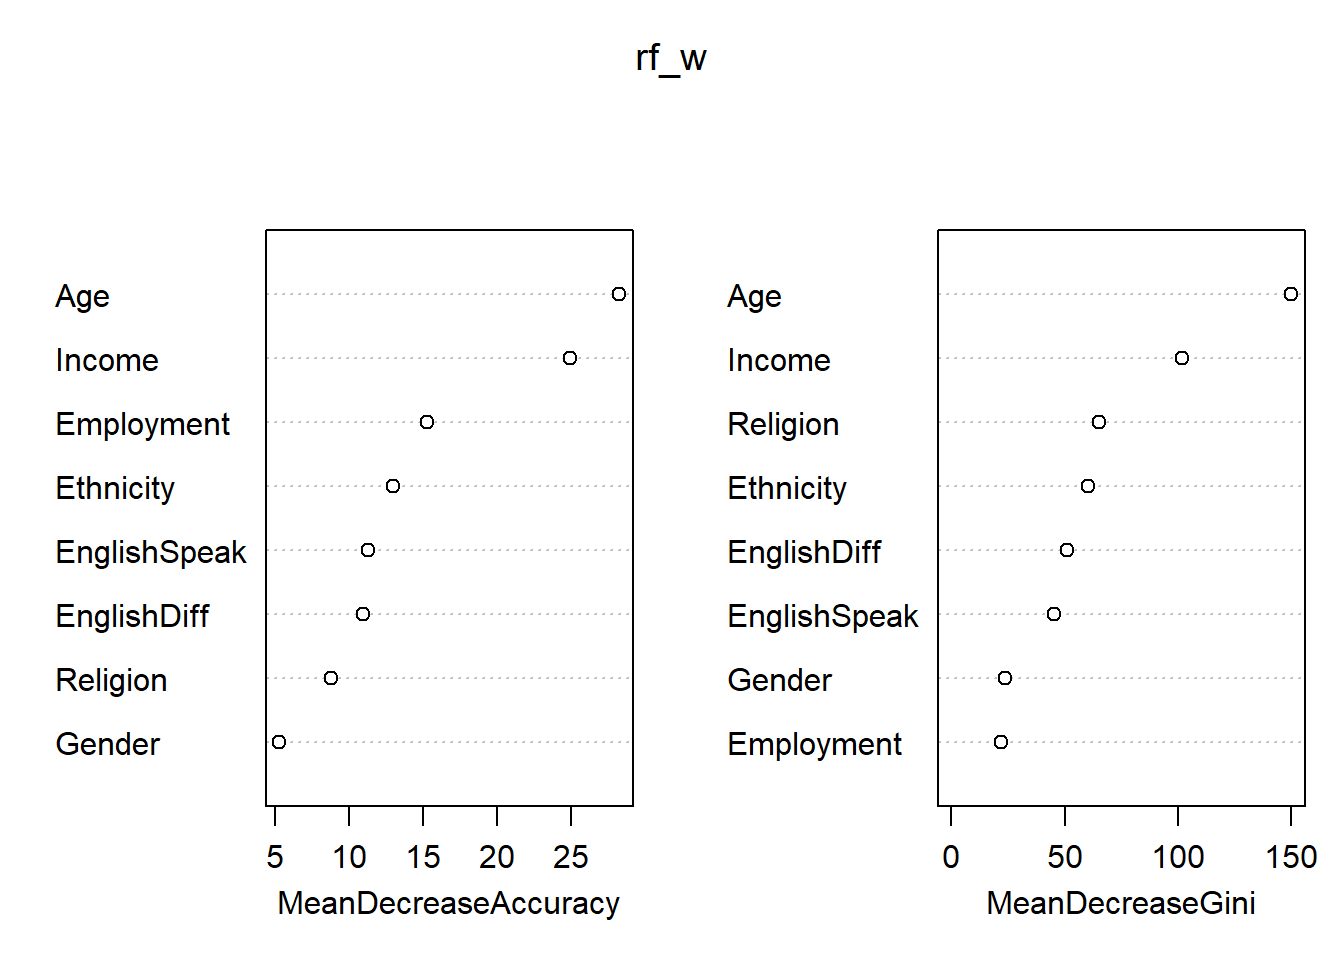 rf_w
Age
Income
Employment
Ethnicity
EnglishSpeak
EnglishDiff
Religion
Gender
5 10 15 20 25
MeanDecreaseAccuracy
Age
Income
Religion
Ethnicity
EnglishDiff
EnglishSpeak
Gender
Employment
0 50 100 150
MeanDecreaseGini